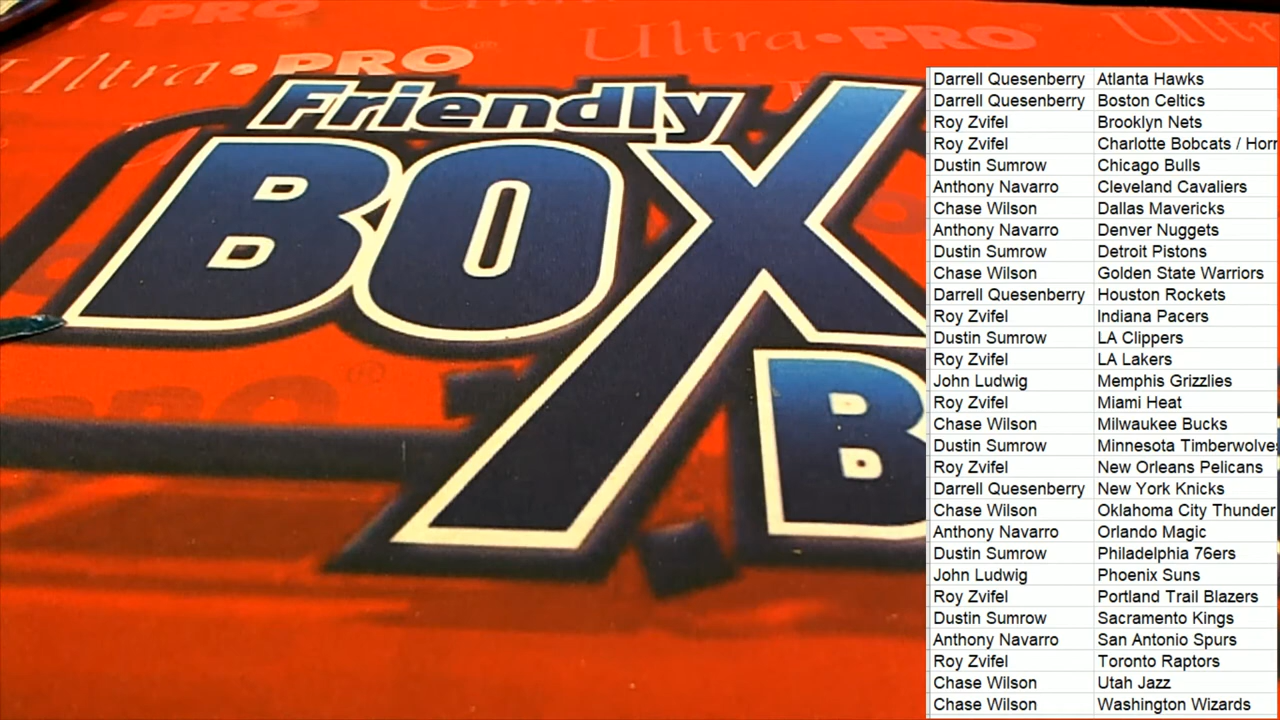 Ultra•PRO®
Ultra•PRO®
Ultra
Friendly
BOX
B
Darrell Quesenberry Atlanta Hawks
Darrell Quesenberry Boston Celtics
Roy Zvifel Brooklyn Nets
Roy Zvifel Charlotte Bobcats / Horr
Dustin Sumrow Chicago Bulls
Anthony Navarro Cleveland Cavaliers
Chase Wilson Dallas Mavericks
Anthony Navarro Denver Nuggets
Dustin Sumrow Detroit Pistons
Chase Wilson Golden State Warriors
Darrell Quesenberry Houston Rockets
Roy Zvifel Indiana Pacers
Dustin Sumrow LA Clippers
Roy Zvifel LA Lakers
John Ludwig Memphis Grizzlies
Roy Zvifel Miami Heat
Chase Wilson Milwaukee Bucks
Dustin Sumrow Minnesota Timberwolves
Roy Zvifel New Orleans Pelicans
Darrell Quesenberry New York Knicks
Chase Wilson Oklahoma City Thunder
Anthony Navarro Orlando Magic
Dustin Sumrow Philadelphia 76ers
John Ludwig Phoenix Suns
Roy Zvifel Portland Trail Blazers
Dustin Sumrow Sacramento Kings
Anthony Navarro San Antonio Spurs
Roy Zvifel Toronto Raptors
Chase Wilson Utah Jazz
Chase Wilson Washington Wizards